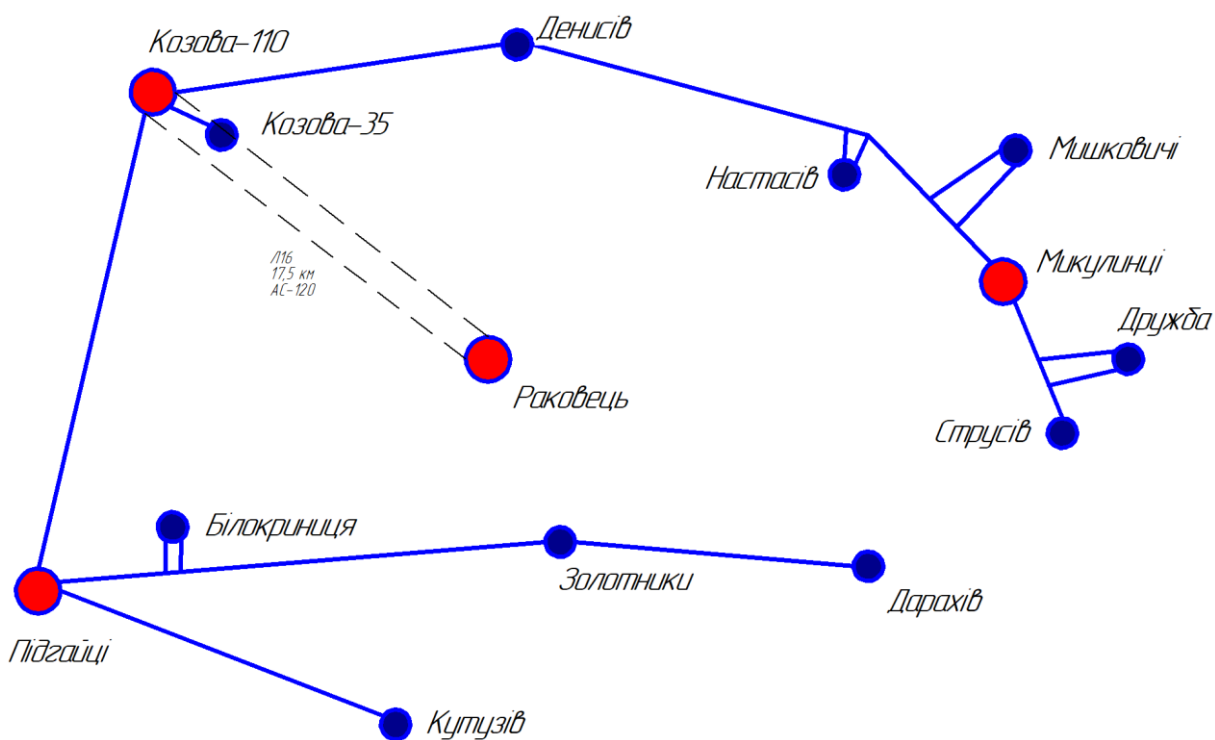 Денисів
Козова-110
Козова-35
Мишковичі
Настасів
Микулинці
Л16
17,5 км
АС-120
Дружба
Раковець
Струсів
Білокриниця
Золотники
Дарахів
Підгайці
Кутузів